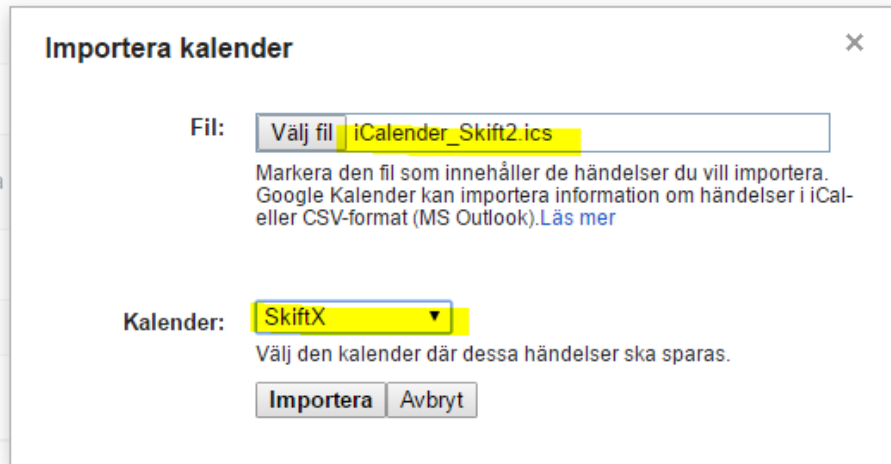 Importera kalender ×
Fil: Välj fil iCalender_Skift2.ics
Markera den fil som innehåller de händelser du vill importera.
Google Kalender kan importera information om händelser i iCal-
eller CSV-format (MS Outlook).Läs mer
Kalender: SkiftX ▼
Välj den kalender där dessa händelser ska sparas.
Importera Avbryt